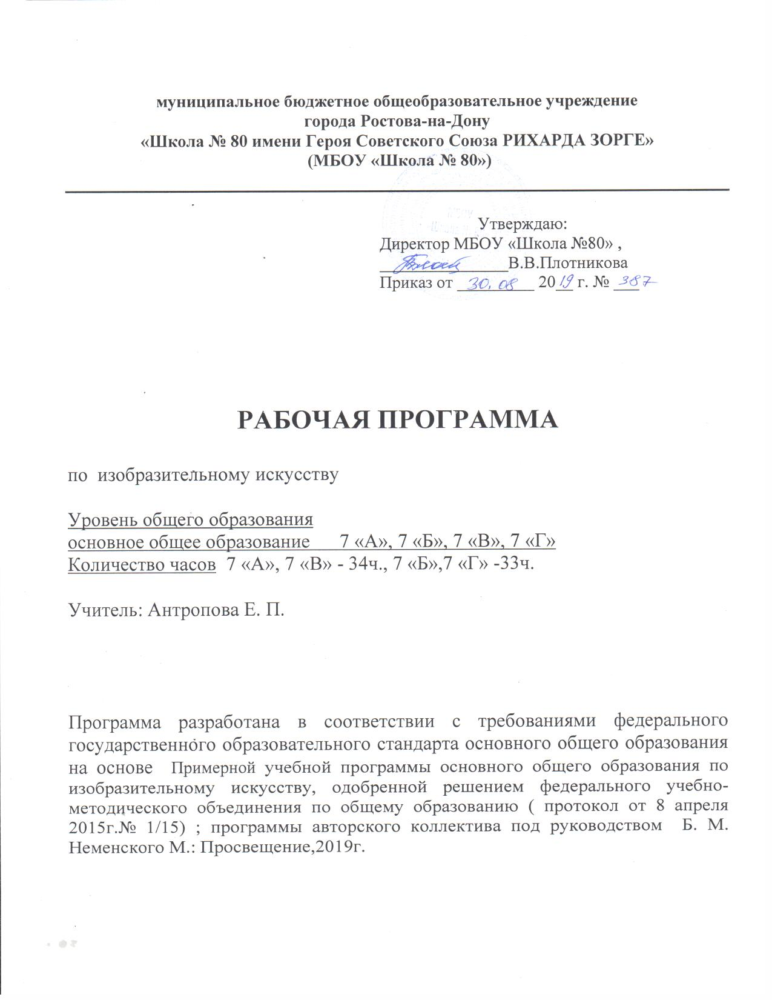 муниципальное бюджетное общеобразовательное учреждение
города Ростова-на-Дону
«Школа № 80 имени Героя Советского Союза РИХАРДА ЗОРГЕ»
(МБОУ «Школа № 80»)
Утверждаю:
Директор МБОУ «Школа №80» ,
_______________В.В.Плотникова
Приказ от 30.08 2019 г. № 387
РАБОЧАЯ ПРОГРАММА
по изобразительному искусству
Уровень общего образования
основное общее образование 7 «А», 7 «Б», 7 «В», 7 «Г»
Количество часов 7 «А», 7 «В» - 34ч., 7 «Б»,7 «Г» -33ч.
Учитель: Антропова Е. П.
Программа разработана в соответствии с требованиями федерального
государственного образовательного стандарта основного общего образования
на основе Примерной учебной программы основного общего образования по
изобразительному искусству, одобренной решением федерального учебно-
методического объединения по общему образованию ( протокол от 8 апреля
2015г.№ 1/15) ; программы авторского коллектива под руководством Б. М.
Неменского М.: Просвещение,2019г.